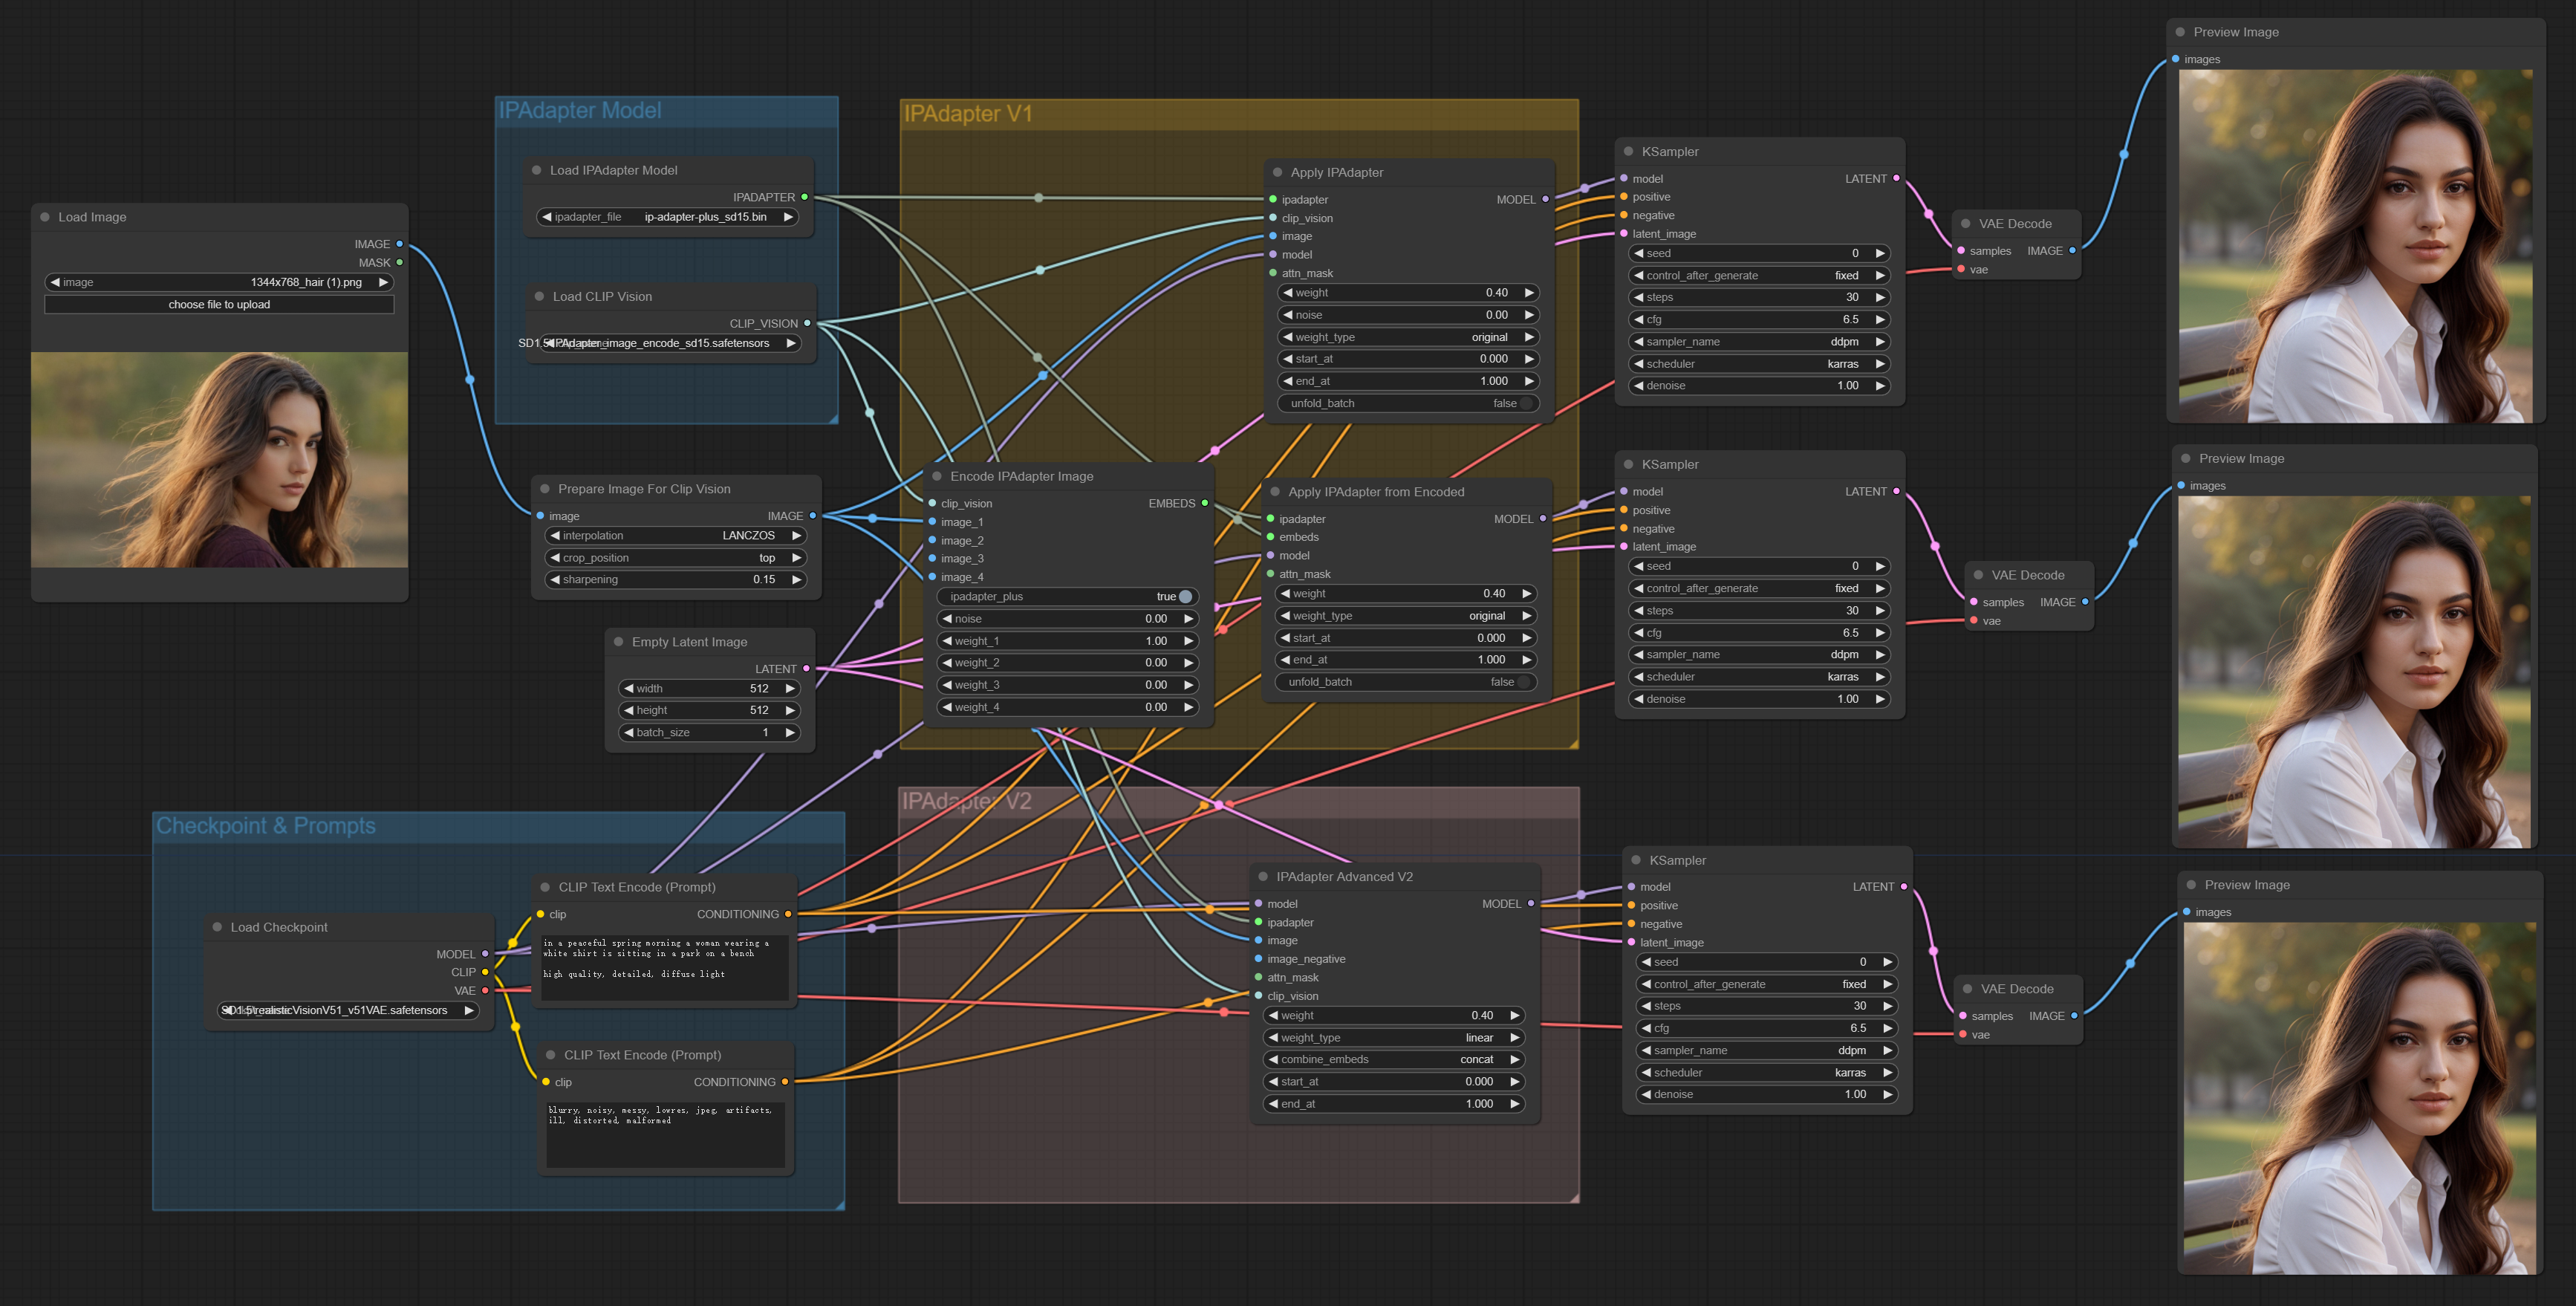 Load Image
IMAGE
MASK
image 1344x768_hair (1).png
choose file to upload
IPAdapter Model
Load IPAdapter Model
IPADAPTER
ipadapter_file ip-adapter-plus_sd15.bin
Load CLIP Vision
CLIP_VISION
IPAdapter_image_encode_sd15.safetensors
Prepare Image For Clip Vision
image IMAGE
interpolation LANCZOS
crop_position top
sharpening 0.15
Empty Latent Image
LATENT
width 512
height 512
batch_size 1
Checkpoint & Prompts
Load Checkpoint
MODEL
CLIP
VAE
realisticVisionV51_v51VAE.safetensors
CLIP Text Encode (Prompt)
clip CONDITIONING
in a peaceful spring morning a woman wearing a
white shirt is sitting in a park on a bench
high quality, detailed, diffuse light
CLIP Text Encode (Prompt)
clip CONDITIONING
blurry, noisy, messy, lowres, jpeg, artifacts,
ill, distorted, malformed
IPAdapter V1
Apply IPAdapter
ipadapter MODEL
clip_vision
image
model
attn_mask
weight 0.40
noise 0.00
weight_type original
start_at 0.000
end_at 1.000
unfold_batch false
Encode IPAdapter Image
clip_vision EMBEDS
image_1
image_2
image_3
image_4
ipadapter_plus true
noise 0.00
weight_1 1.00
weight_2 0.00
weight_3 0.00
weight_4 0.00
Apply IPAdapter from Encoded
ipadapter MODEL
embeds
model
attn_mask
weight 0.40
weight_type original
start_at 0.000
end_at 1.000
unfold_batch false
IPAdapter V2
IPAdapter Advanced V2
model MODEL
ipadapter
image
image_negative
attn_mask
clip_vision
weight 0.40
weight_type linear
combine_embeds concat
start_at 0.000
end_at 1.000
KSampler
model LATENT
positive
negative
latent_image
seed 0
control_after_generate fixed
steps 30
cfg 6.5
sampler_name ddpm
scheduler karras
denoise 1.00
VAE Decode
samples IMAGE
vae
Preview Image
images
KSampler
model LATENT
positive
negative
latent_image
seed 0
control_after_generate fixed
steps 30
cfg 6.5
sampler_name ddpm
scheduler karras
denoise 1.00
VAE Decode
samples IMAGE
vae
Preview Image
images
KSampler
model LATENT
positive
negative
latent_image
seed 0
control_after_generate fixed
steps 30
cfg 6.5
sampler_name ddpm
scheduler karras
denoise 1.00
VAE Decode
samples IMAGE
vae
Preview Image
images